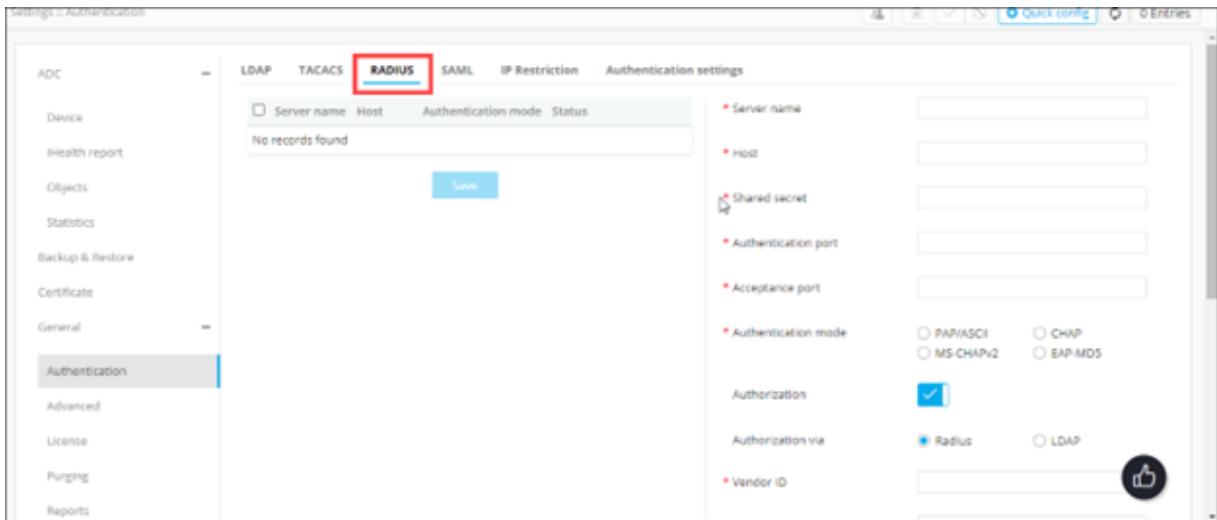 Settings :: Authentication
Quick config
0 Entries
ADC
Device
iHealth report
Objects
Statistics
Backup & Restore
Certificate
General
Authentication
Advanced
License
Purging
Reports
LDAP TACACS RADIUS SAML IP Restriction Authentication settings
Server name Host Authentication mode Status
No records found
Save
* Server name
* Host
* Shared secret
* Authentication port
* Acceptance port
* Authentication mode
PAP/ASCII CHAP
MS-CHAPv2 EAP-MD5
Authorization
Authorization via
Radius LDAP
* Vendor ID